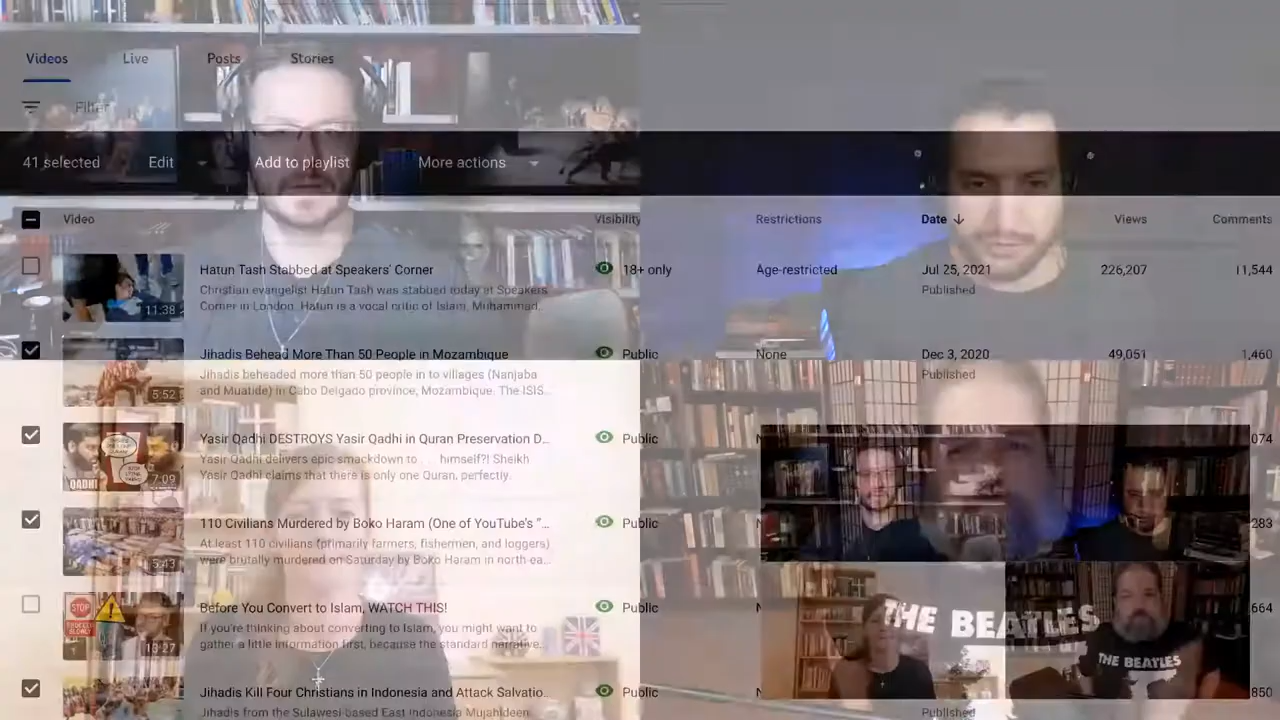 Videos Live Posts Stories
Filter
41 selected Edit Add to playlist More actions
Video Visibility Restrictions Date Views Comments
Hatun Tash Stabbed at Speakers' Corner 18+ only Age-restricted Jul 25, 2021 226,207 11,544
Christian evangelist Hatun Tash was stabbed today at Speakers Published
Corner in London. Hatun is a vocal critic of Islam, Muhammad..
11:38
Jihadis Behead More Than 50 People in Mozambique Public None Dec 3, 2020 49,051 1,460
Jihadis beheaded more than 50 people in to villages (Nanjaba Published
and Muatide) in Cabo Delgado province, Mozambique. The ISIS...
5:52
Yasir Qadhi DESTROYS Yasir Qadhi in Quran Preservation D... Public 074
Yasir Qadhi delivers epic smackdown to . . . himself?! Sheikh
Yasir Qadhi claims that there is only one Quran, perfectly.
QADHI 7:09
110 Civilians Murdered by Boko Haram (One of YouTube's "... Public 283
At least 110 civilians (primarily farmers, fishermen, and loggers)
were brutally murdered on Saturday by Boko Haram in north-ea...
5:43
Before You Convert to Islam, WATCH THIS! Public 664
If you're thinking about converting to Islam, you might want to
gather a little information first, because the standard narrative...
STOP
10:27
THE BEATLES
THE BEATLES
Jihadis Kill Four Christians in Indonesia and Attack Salvatio... Public 850
Jihadis from the Sulawesi-based East Indonesia Mujahideen Published